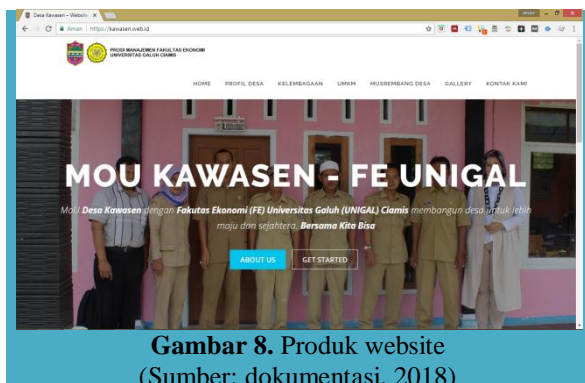 Desa Kawasen – Website
Aman | https://kawasen.web.id
PRODI MANAJEMEN FAKULTAS EKONOMI
UNIVERSITAS GALUH CIAMIS
HOME PROFIL DESA KELEMBAGAAN UMKM MUSREMBANG DESA GALLERY KONTAK KAMI
MOU KAWASEN - FE UNIGAL
MoU Desa Kawasen dengan Fakutas Ekonomi (FE) Universitas Galuh (UNIGAL) Ciamis membangun desa untuk lebih
maju dan sejahtera, Bersama Kita Bisa
ABOUT US GET STARTED
Gambar 8. Produk website
(Sumber: dokumentasi, 2018)